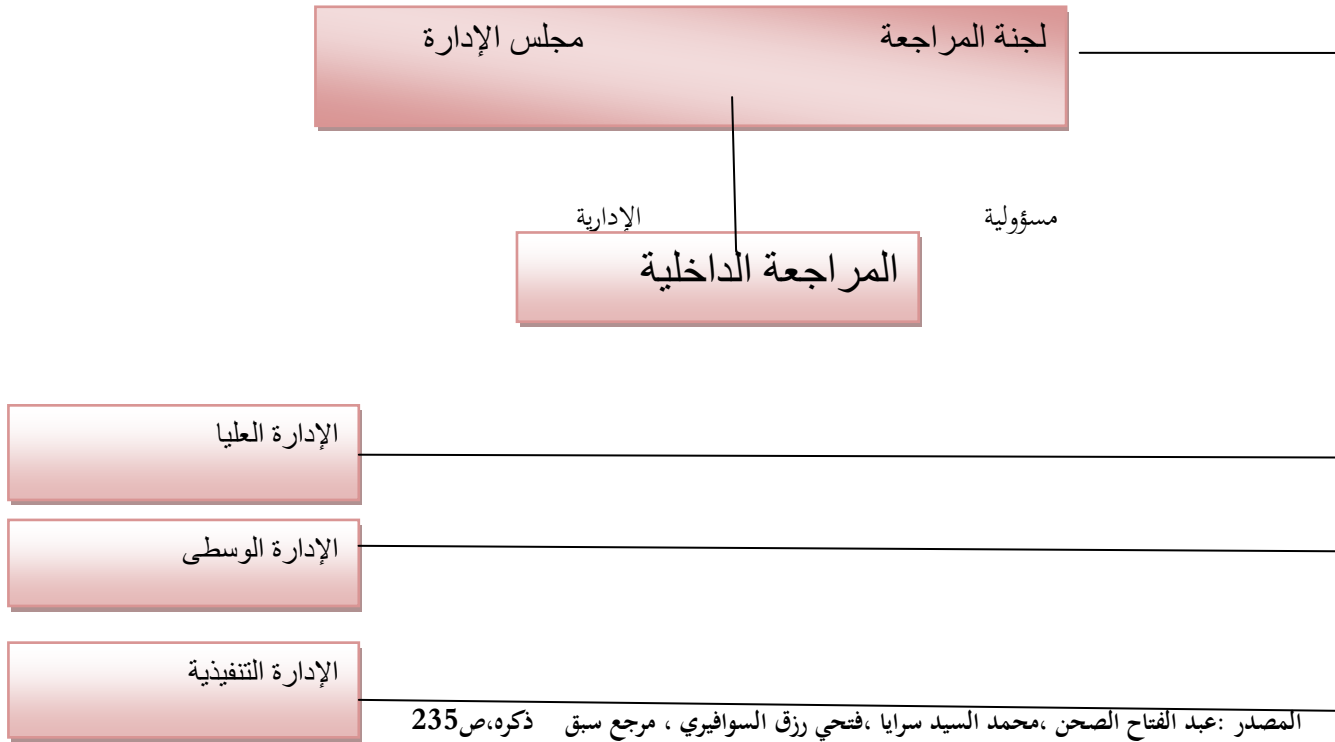 لجنة المراجعة مجلس الإدارة
مسؤولية الإدارية
المراجعة الداخلية
الإدارة العليا
الإدارة الوسطى
الإدارة التنفيذية
المصدر :عبد الفتاح الصحن ،محمد السيد سرايا ،فتحي رزق السوافيري ، مرجع سبق ذكره،ص235